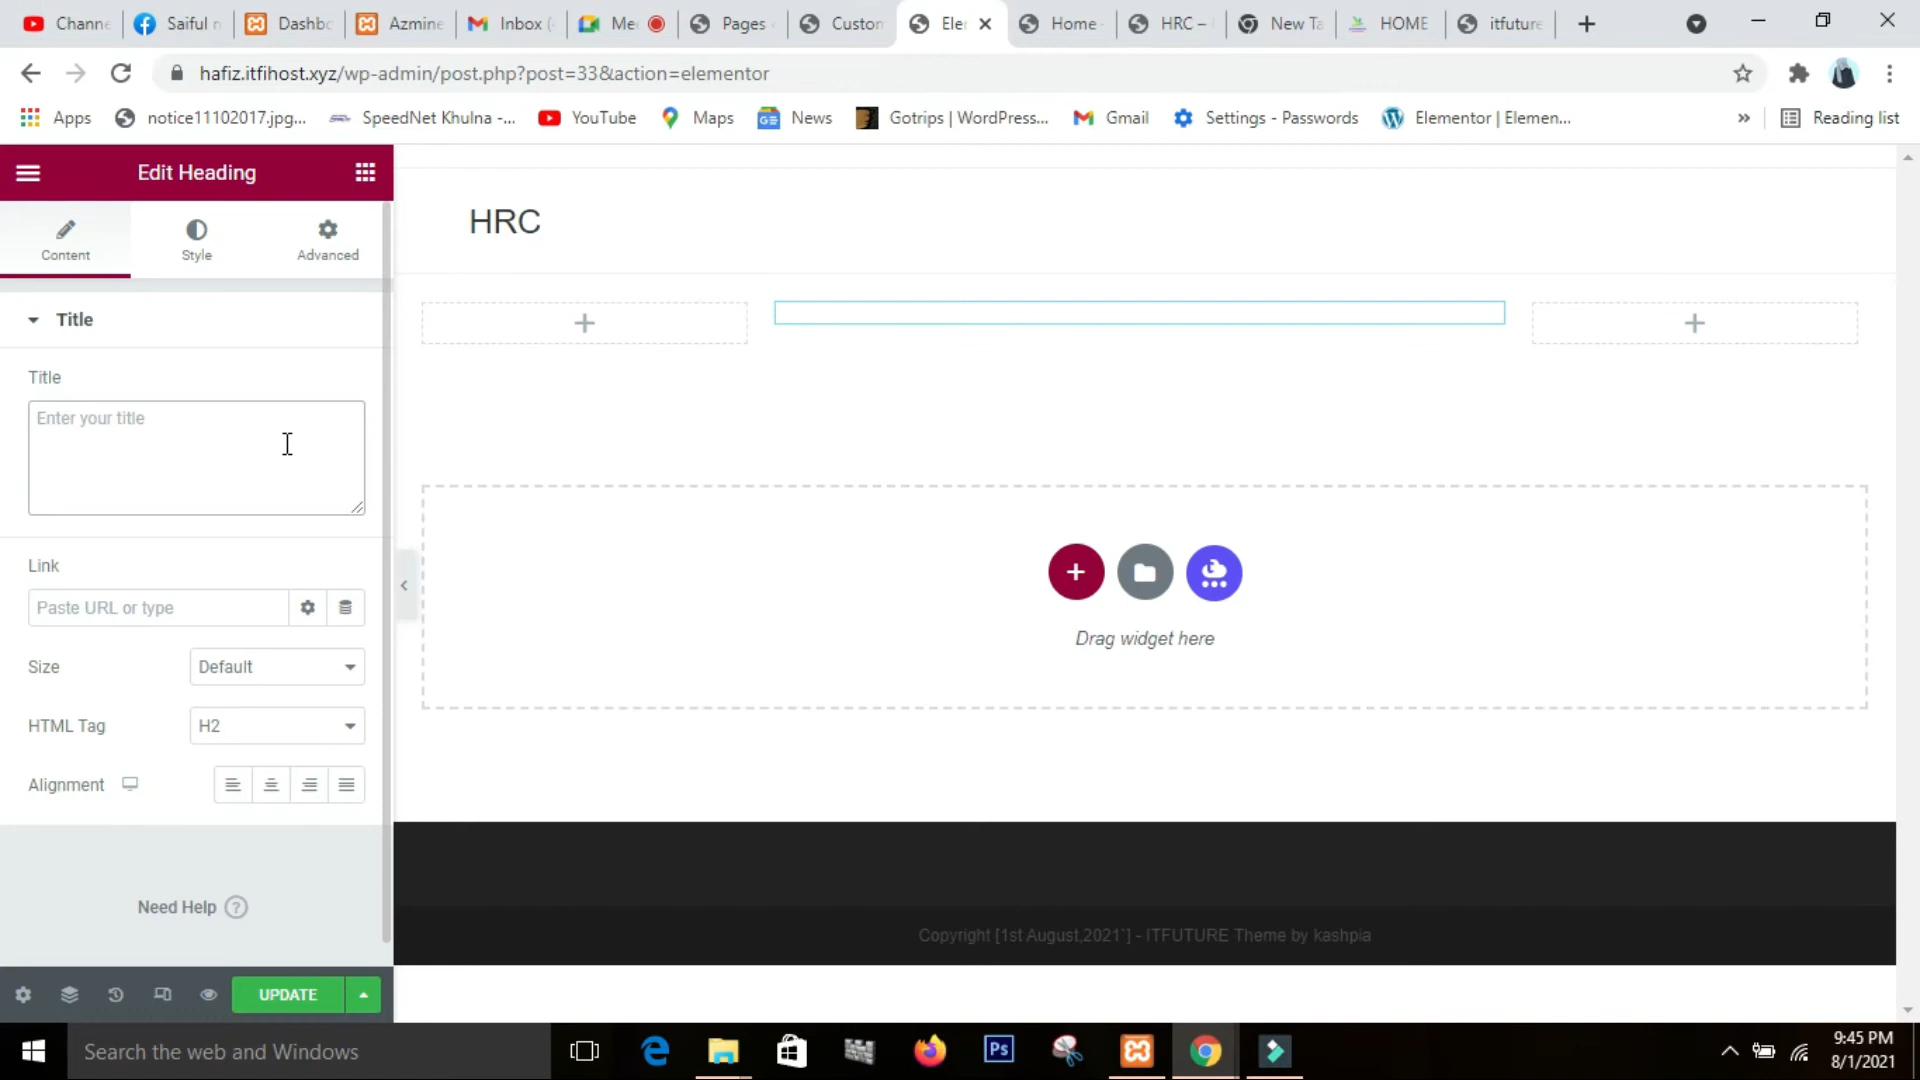 Channe
Saiful n
Dashbo
Azmine
Inbox (
Me
Pages
Custon
Ele
Home -
HRC –
New Ta
HOME
itfuture
hafiz.itfihost.xyz/wp-admin/post.php?post=33&action=elementor
Apps
notice11102017.jpg...
SpeedNet Khulna -...
YouTube
Maps
News
Gotrips | WordPress...
Gmail
Settings - Passwords
Elementor | Elemen...
»
Reading list
Edit Heading
Content
Style
Advanced
Title
Title
Enter your title
Link
Paste URL or type
Size
Default
HTML Tag
H2
Alignment
Need Help ?
UPDATE
HRC
Drag widget here
Copyright [1st August,2021`] - ITFUTURE Theme by kashpia
Search the web and Windows
Ps
9:45 PM
8/1/2021